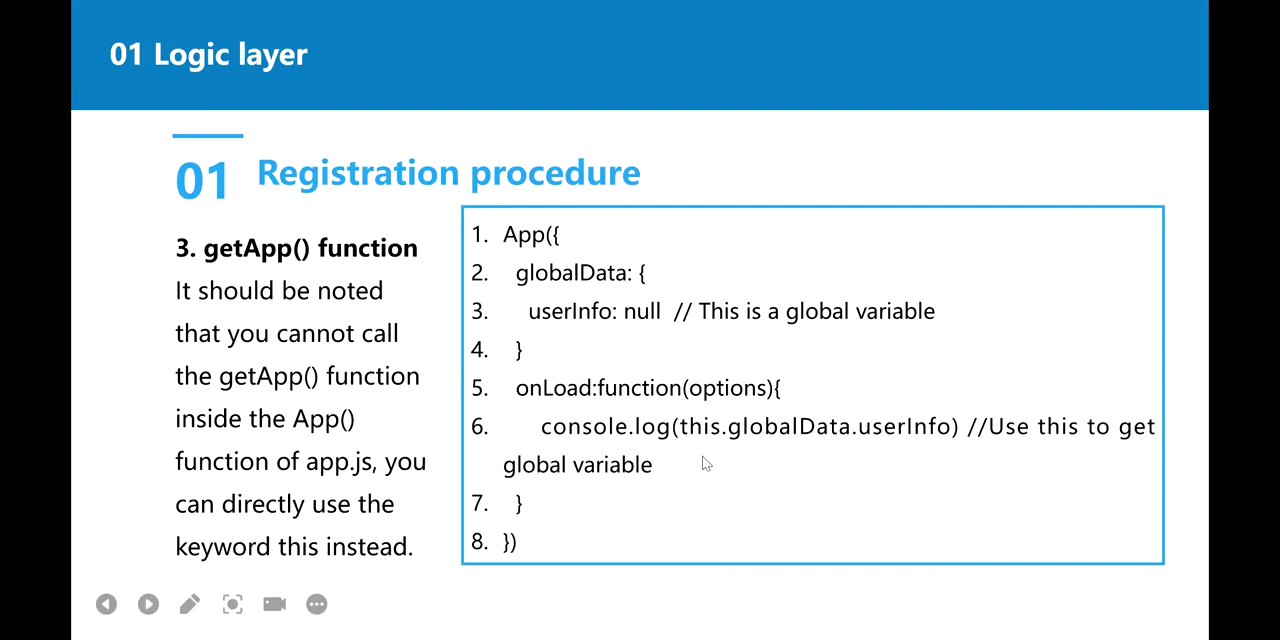 01 Logic layer
01 Registration procedure
3. getApp() function
It should be noted
that you cannot call
the getApp() function
inside the App()
function of app.js, you
can directly use the
keyword this instead.
1. App({
2. globalData: {
3. userInfo: null // This is a global variable
4. }
5. onLoad:function(options){
6. console.log(this.globalData.userInfo) //Use this to get
global variable
7. }
8. })